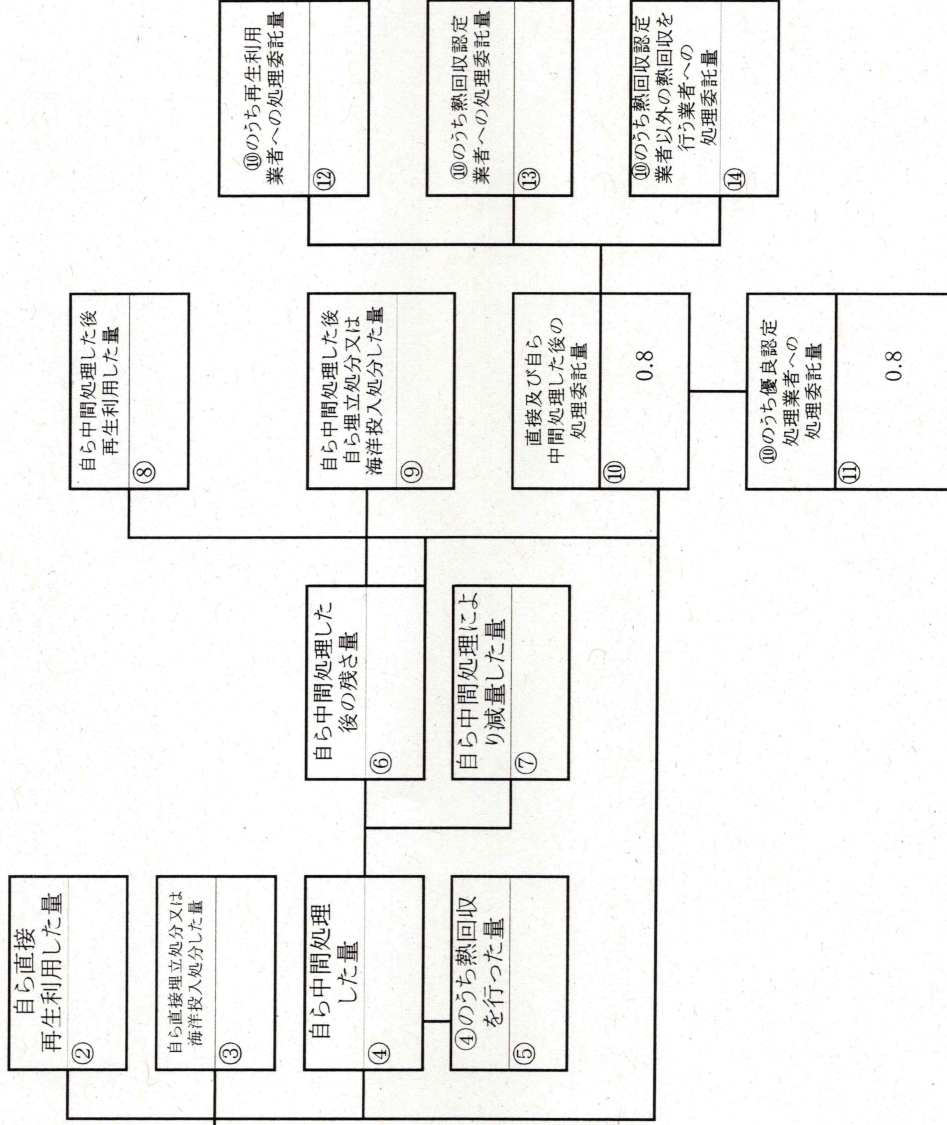 自ら直接
再生利用した量
②
自ら直接埋立処分又は
海洋投入処分した量
③
自ら中間処理
した量
④
④のうち熱回収
を行った量
⑤
自ら中間処理した
後の残さ量
⑥
自ら中間処理によ
り減量した量
⑦
自ら中間処理した後
再生利用した量
⑧
自ら中間処理した後
自ら埋立処分又は
海洋投入処分した量
⑨
直接及び自ら
中間処理した後の
処理委託量
⑩
0.8
⑩のうち優良認定
処理業者への
処理委託量
⑪
0.8
⑩のうち再生利用
業者への処理委託量
⑫
⑩のうち熱回収認定
業者への処理委託量
⑬
⑩のうち熱回収認定
業者以外の熱回収を
行う業者への
処理委託量
⑭